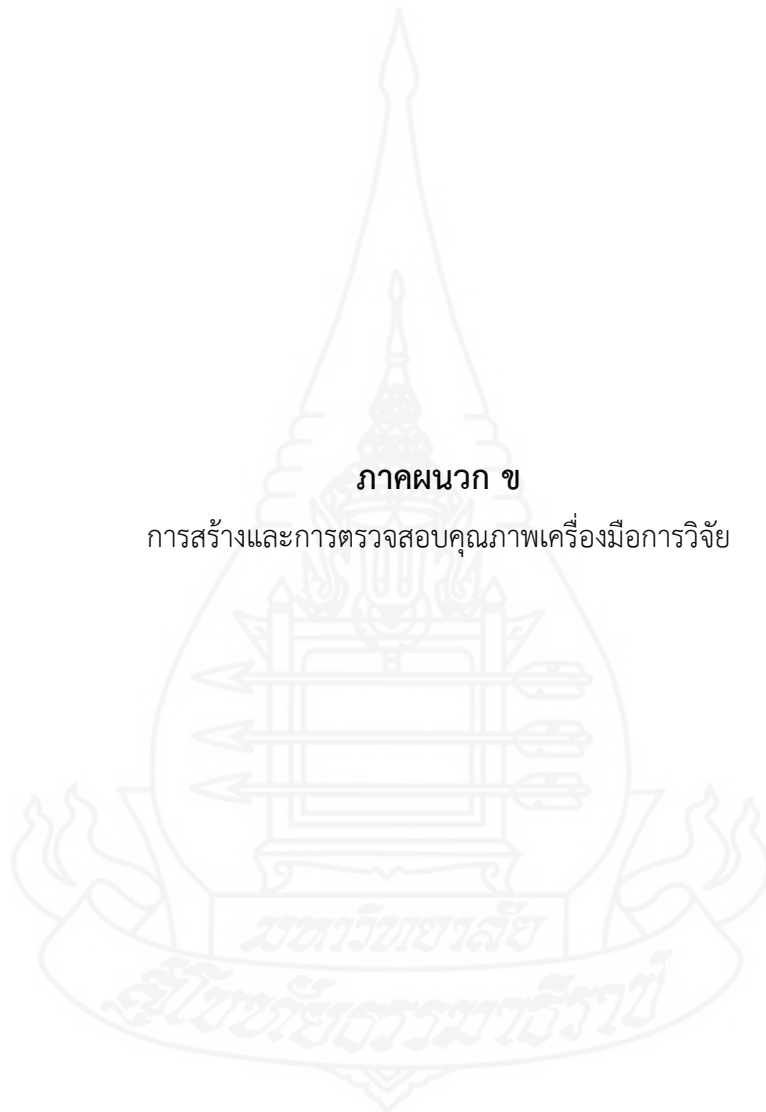 ภาคผนวก ข
การสร้างและการตรวจสอบคุณภาพเครื่องมือการวิจัย
มหาวิทยาลัย
สุโขทัยธรรมาธิราช